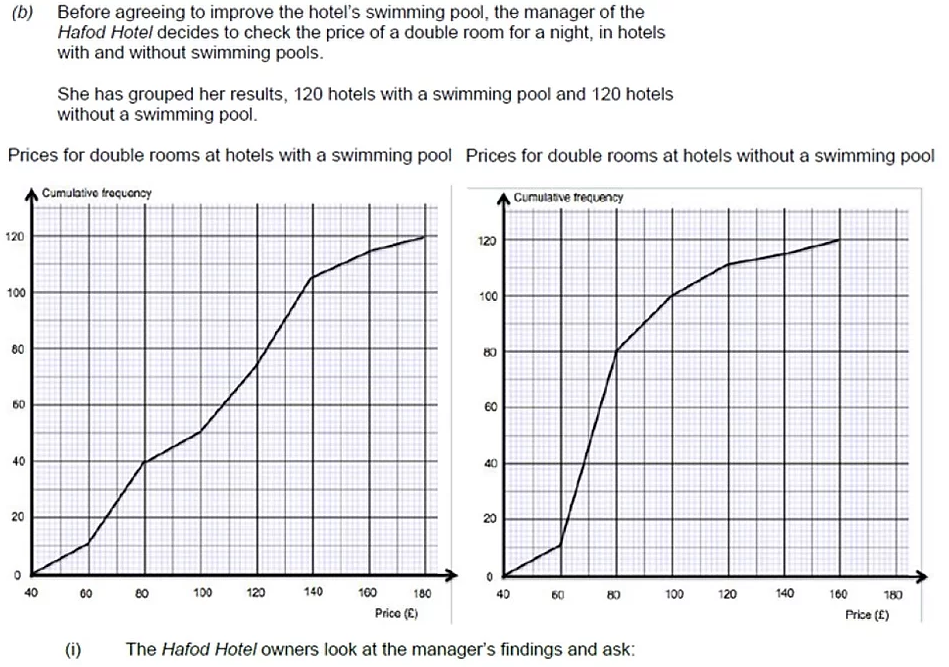 (b) Before agreeing to improve the hotel's swimming pool, the manager of the
Hafod Hotel decides to check the price of a double room for a night, in hotels
with and without swimming pools.
She has grouped her results, 120 hotels with a swimming pool and 120 hotels
without a swimming pool.
Prices for double rooms at hotels with a swimming pool
Cumulative frequency
120
100
80
60
40
20
0
40 60 80 100 120 140 160 180
Price (£)
Prices for double rooms at hotels without a swimming pool
Cumulative frequency
120
100
80
60
40
20
0
40 60 80 100 120 140 160 180
Price (£)
(i) The Hafod Hotel owners look at the manager's findings and ask: